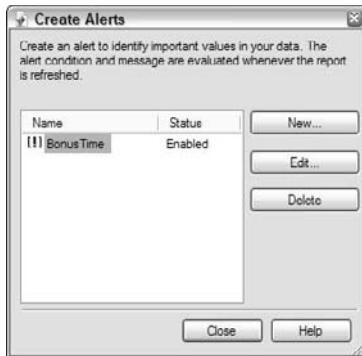 Create Alerts
Create an alert to identify important values in your data. The
alert condition and message are evaluated whenever the report
is refreshed.
Name Status
[!] BonusTime Enabled
New...
Edit...
Delete
Close Help